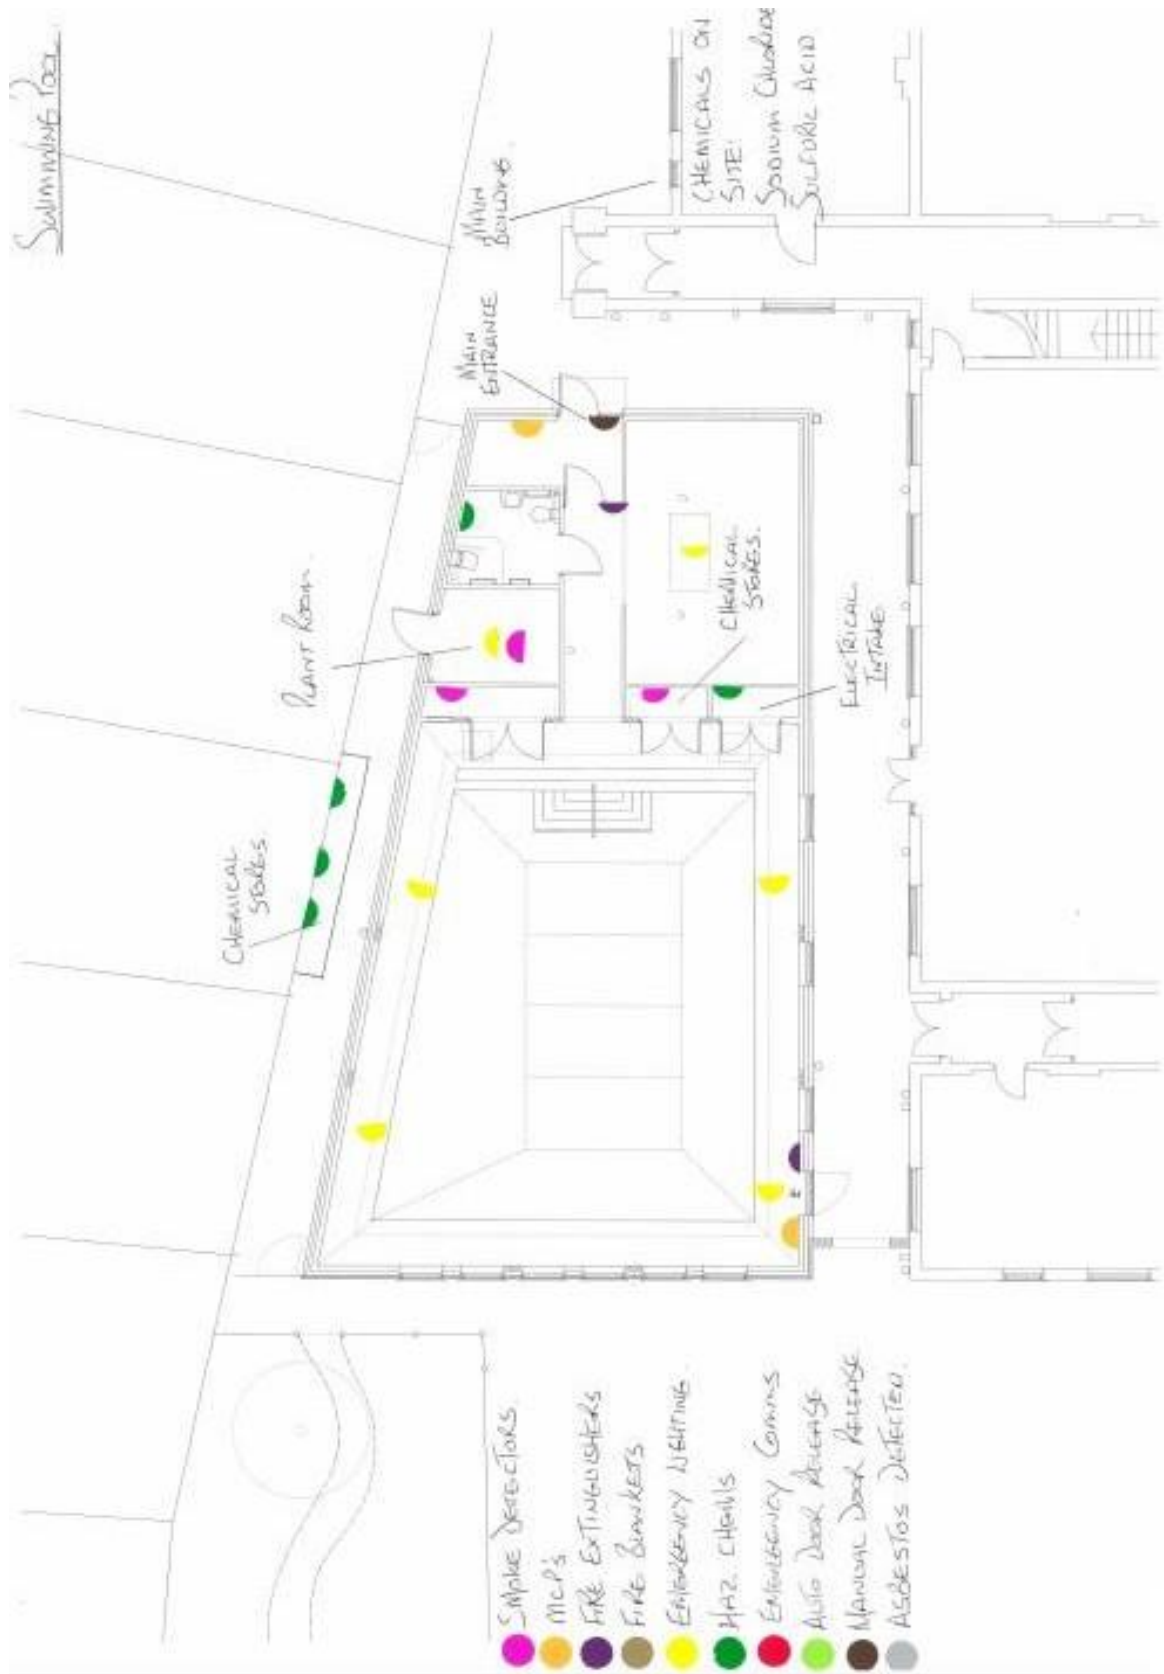 SWIMMING POOL.
CHEMICALS ON
SITE:
SODIUM CHLORIDE
SULFURIC ACID
MAIN
BUILDING.
MAIN
ENTRANCE
PLANT ROOM.
CHEMICAL
STORES.
ELECTRICAL
INTAKE
CHEMICAL
STORES.
SMOKE DETECTORS
MCP'S
FIRE EXTINGUISHERS
FIRE BLANKETS
EMERGENCY LIGHTING.
HAZ. CHEMS
EMERGENCY COMMS
AUTO DOOR RELEASE
MANUAL DOOR RELEASE
ASBESTOS DETECTED.